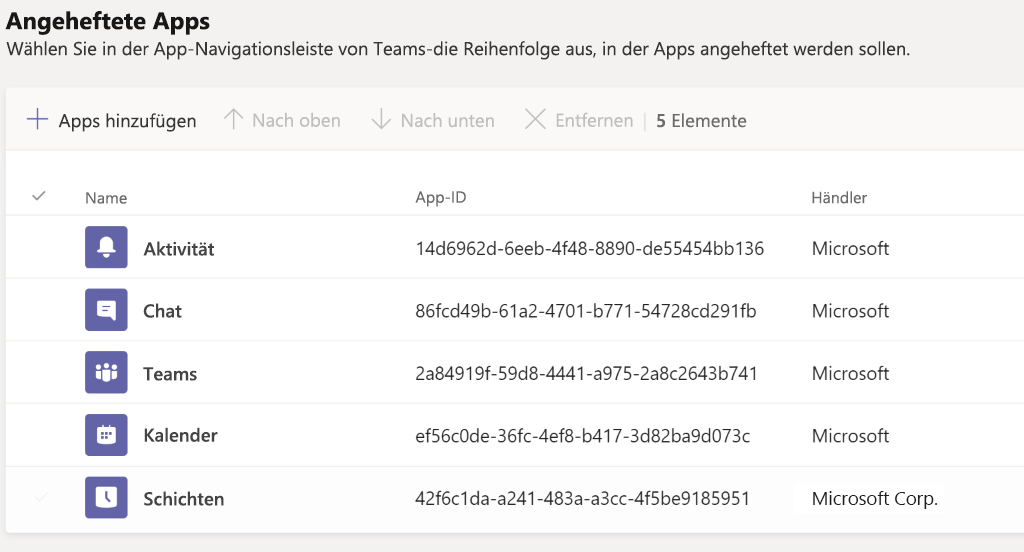 Angeheftete Apps
Wählen Sie in der App-Navigationsleiste von Teams-die Reihenfolge aus, in der Apps angeheftet werden sollen.
Apps hinzufügen Nach oben Nach unten Entfernen | 5 Elemente
Name App-ID Händler
Aktivität 14d6962d-6eeb-4f48-8890-de55454bb136 Microsoft
Chat 86fcd49b-61a2-4701-b771-54728cd291fb Microsoft
Teams 2a84919f-59d8-4441-a975-2a8c2643b741 Microsoft
Kalender ef56c0de-36fc-4ef8-b417-3d82ba9d073c Microsoft
Schichten 42f6c1da-a241-483a-a3cc-4f5be9185951 Microsoft Corp.